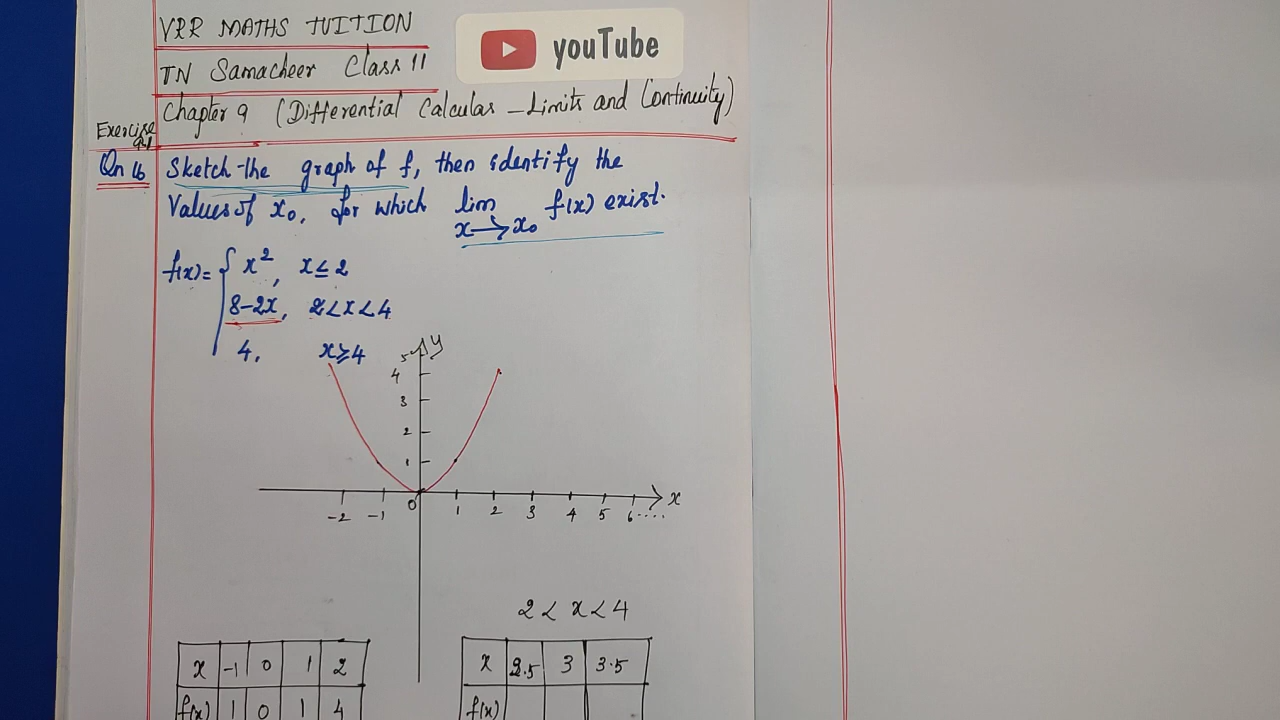 VRR MATHS TUITION
youTube
TN Samacheer Class 11
Chapter 9 (Differential Calculas - Limits and Continuity)
Exercise
9.1
Qn 16 Sketch the graph of f, then identify the
Values of x₀, for which lim f(x) exist.
x→x₀
f(x)= { x², x≤2
8-2x, 2<x<4
4, x≥4
y
5
4
3
2
1
-2 -1 0 1 2 3 4 5 6.... x
2 < x < 4
x -1 0 1 2
f(x) 1 0 1 4
x 2.5 3 3.5
f(x)